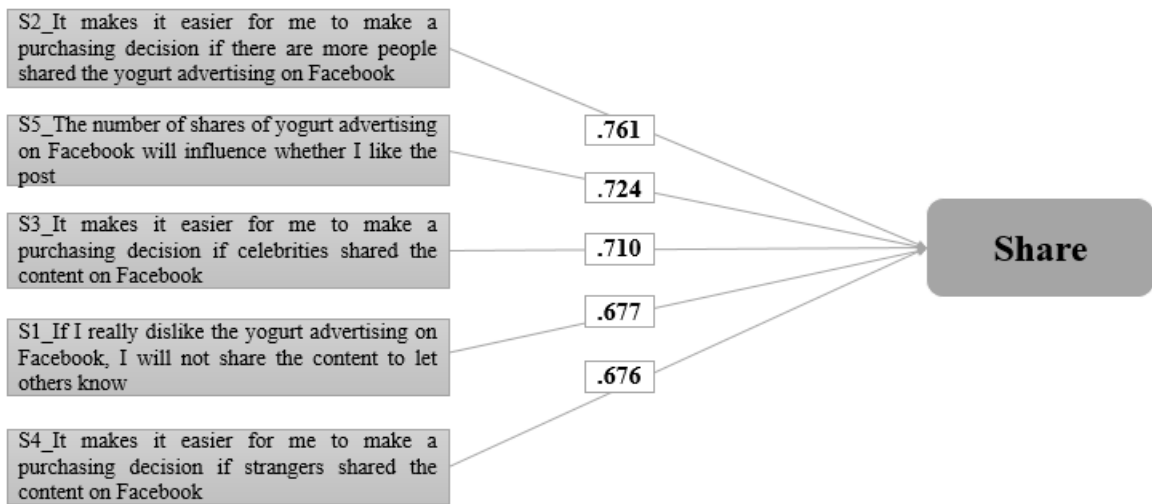 S2_It makes it easier for me to make a
purchasing decision if there are more people
shared the yogurt advertising on Facebook
.761
S5_The number of shares of yogurt advertising
on Facebook will influence whether I like the
post
.724
S3_It makes it easier for me to make a
purchasing decision if celebrities shared the
content on Facebook
.710
Share
S1_If I really dislike the yogurt advertising on
Facebook, I will not share the content to let
others know
.677
S4_It makes it easier for me to make a
purchasing decision if strangers shared the
content on Facebook
.676